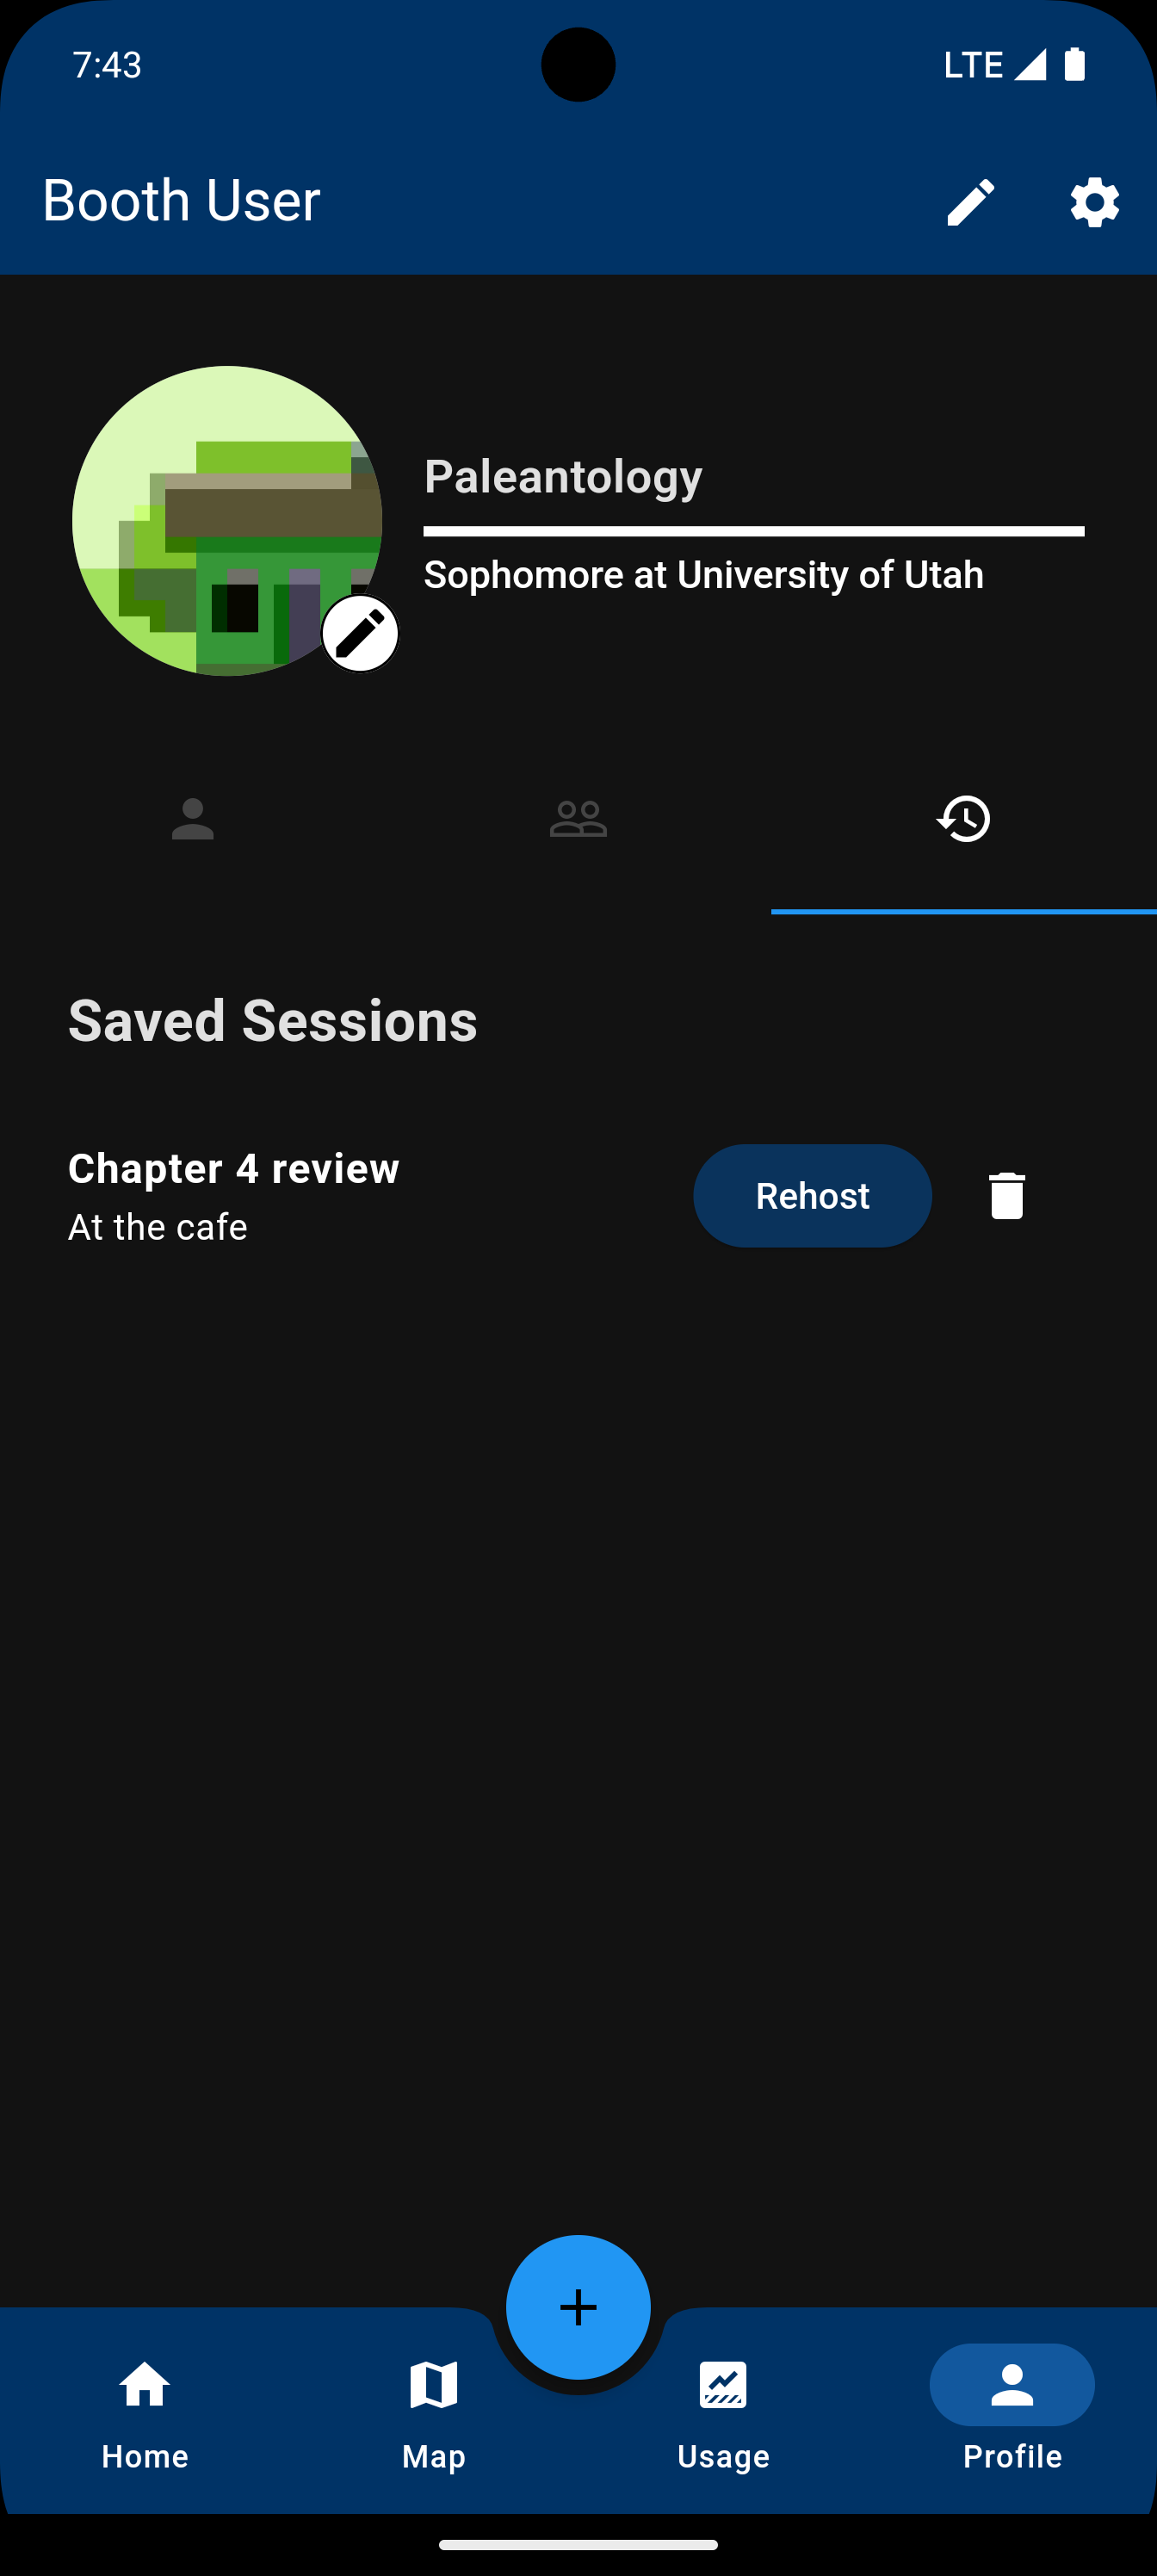 7:43
LTE
Booth User
Paleantology
Sophomore at University of Utah
Saved Sessions
Chapter 4 review
At the cafe
Rehost
Home
Map
Usage
Profile